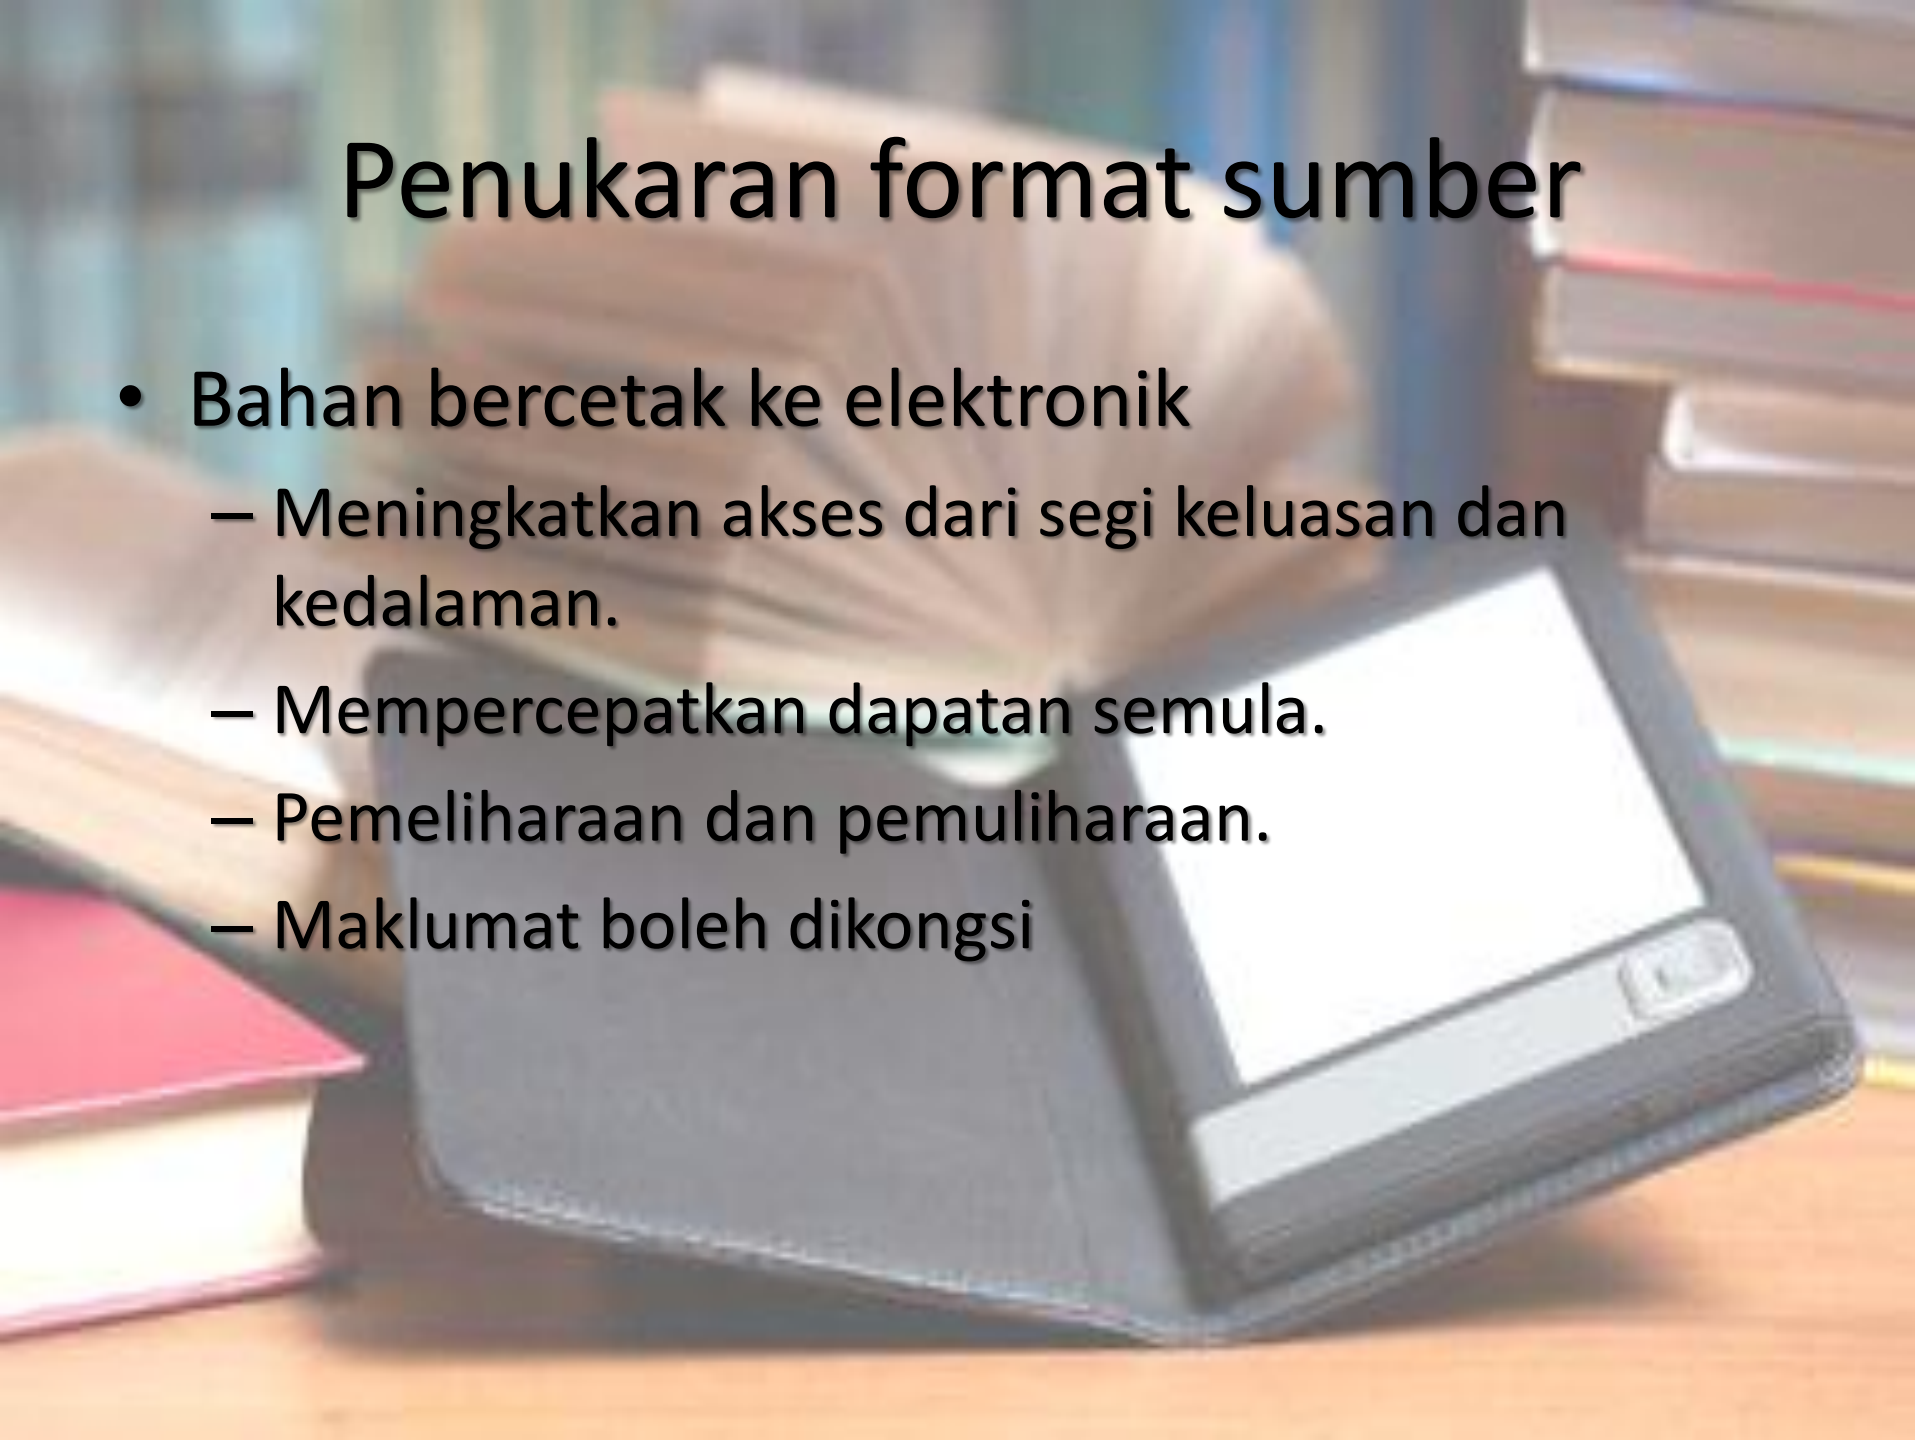 Penukaran format sumber
• Bahan bercetak ke elektronik
– Meningkatkan akses dari segi keluasan dan
kedalaman.
– Mempercepatkan dapatan semula.
– Pemeliharaan dan pemuliharaan.
– Maklumat boleh dikongsi